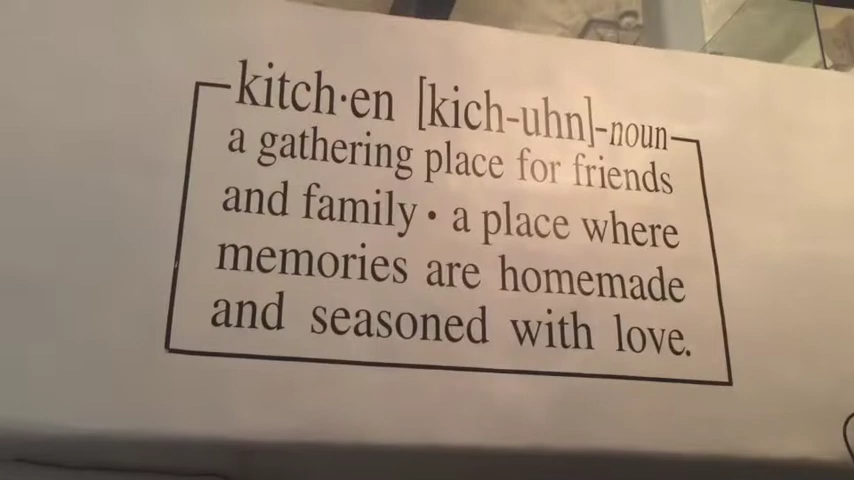 kitch·en [kich-uhn]-noun
a gathering place for friends
and family • a place where
memories are homemade
and seasoned with love.